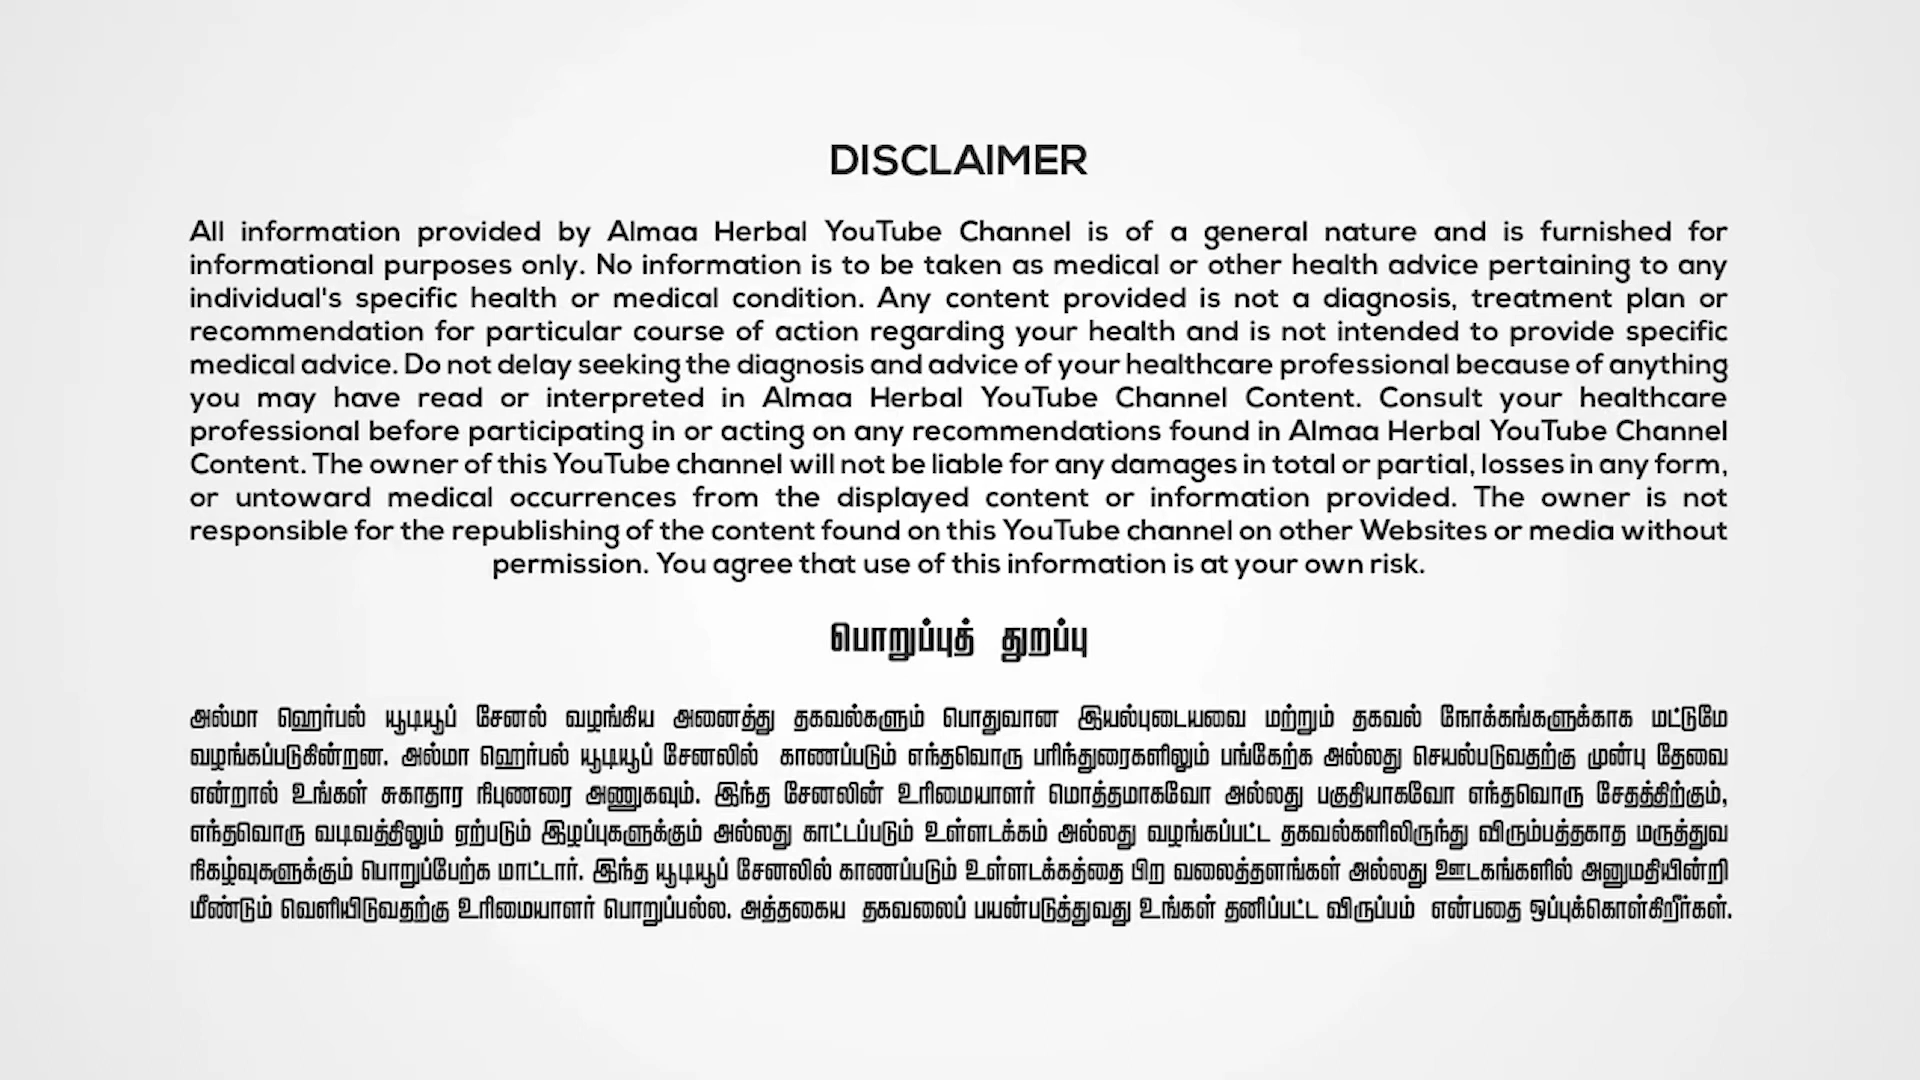 DISCLAIMER
All information provided by Almaa Herbal YouTube Channel is of a general nature and is furnished for
informational purposes only. No information is to be taken as medical or other health advice pertaining to any
individual's specific health or medical condition. Any content provided is not a diagnosis, treatment plan or
recommendation for particular course of action regarding your health and is not intended to provide specific
medical advice. Do not delay seeking the diagnosis and advice of your healthcare professional because of anything
you may have read or interpreted in Almaa Herbal YouTube Channel Content. Consult your healthcare
professional before participating in or acting on any recommendations found in Almaa Herbal YouTube Channel
Content. The owner of this YouTube channel will not be liable for any damages in total or partial, losses in any form,
or untoward medical occurrences from the displayed content or information provided. The owner is not
responsible for the republishing of the content found on this YouTube channel on other Websites or media without
permission. You agree that use of this information is at your own risk.
பொறுப்புத் துறப்பு
அல்மா ஹெர்பல் யூடியூப் சேனல் வழங்கிய அனைத்து தகவல்களும் பொதுவான இயல்புடையவை மற்றும் தகவல் நோக்கங்களுக்காக மட்டுமே
வழங்கப்படுகின்றன. அல்மா ஹெர்பல் யூடியூப் சேனலில் காணப்படும் எந்தவொரு பரிந்துரைகளிலும் பங்கேற்க அல்லது செயல்படுவதற்கு முன்பு தேவை
என்றால் உங்கள் சுகாதார நிபுணரை அணுகவும். இந்த சேனலின் உரிமையாளர் மொத்தமாகவோ அல்லது பகுதியாகவோ எந்தவொரு சேதத்திற்கும்,
எந்தவொரு வடிவத்திலும் ஏற்படும் இழப்புகளுக்கும் அல்லது காட்டப்படும் உள்ளடக்கம் அல்லது வழங்கப்பட்ட தகவல்களிலிருந்து விரும்பத்தகாத மருத்துவ
நிகழ்வுகளுக்கும் பொறுப்பேற்க மாட்டார். இந்த யூடியூப் சேனலில் காணப்படும் உள்ளடக்கத்தை பிற வலைத்தளங்கள் அல்லது ஊடகங்களில் அனுமதியின்றி
மீண்டும் வெளியிடுவதற்கு உரிமையாளர் பொறுப்பல்ல. அத்தகைய தகவலைப் பயன்படுத்துவது உங்கள் தனிப்பட்ட விருப்பம் என்பதை ஒப்புக்கொள்கிறீர்கள்.